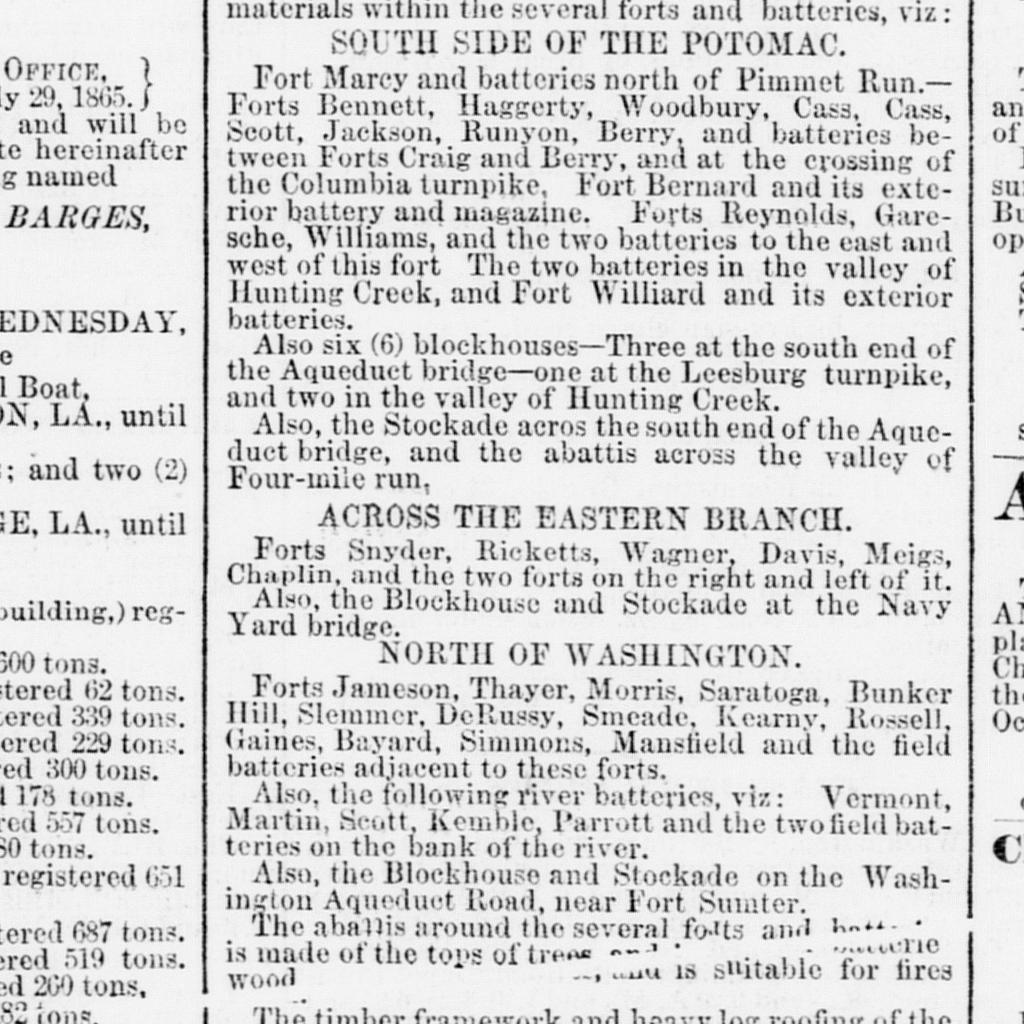 OFFICE, }
ly 29, 1865. }
and will be
te hereinafter
g named
BARGES,
EDNESDAY,
e
l Boat,
ON, LA., until
; and two (2)
GE, LA., until
building,) reg-
600 tons.
stered 62 tons.
tered 339 tons.
ered 229 tons.
red 300 tons.
d 178 tons.
red 557 tons.
80 tons.
registered 651
tered 687 tons.
ered 519 tons.
ed 260 tons,
82 tons.
materials within the several forts and batteries, viz:
SOUTH SIDE OF THE POTOMAC.
Fort Marcy and batteries north of Pimmet Run.—
Forts Bennett, Haggerty, Woodbury, Cass, Cass,
Scott, Jackson, Runyon, Berry, and batteries be-
tween Forts Craig and Berry, and at the crossing of
the Columbia turnpike, Fort Bernard and its exte-
rior battery and magazine. Forts Reynolds, Gare-
sche, Williams, and the two batteries to the east and
west of this fort The two batteries in the valley of
Hunting Creek, and Fort Williard and its exterior
batteries.
Also six (6) blockhouses—Three at the south end of
the Aqueduct bridge—one at the Leesburg turnpike,
and two in the valley of Hunting Creek.
Also, the Stockade acros the south end of the Aque-
duct bridge, and the abattis across the valley of
Four-mile run,
ACROSS THE EASTERN BRANCH.
Forts Snyder, Ricketts, Wagner, Davis, Meigs,
Chaplin, and the two forts on the right and left of it.
Also, the Blockhouse and Stockade at the Navy
Yard bridge.
NORTH OF WASHINGTON.
Forts Jameson, Thayer, Morris, Saratoga, Bunker
Hill, Slemmer, DeRussy, Smeade, Kearny, Rossell,
Gaines, Bayard, Simmons, Mansfield and the field
batteries adjacent to these forts.
Also, the following river batteries, viz: Vermont,
Martin, Scott, Kemble, Parrott and the two field bat-
teries on the bank of the river.
Also, the Blockhouse and Stockade on the Wash-
ington Aqueduct Road, near Fort Sumter.
The abattis around the several forts and
is made of the tops of trees
wood and is suitable for fires
The timber framework and heavy log roofing of the
an
of
su
Bu
op
A
AN
pla
Ch
the
Oc
C